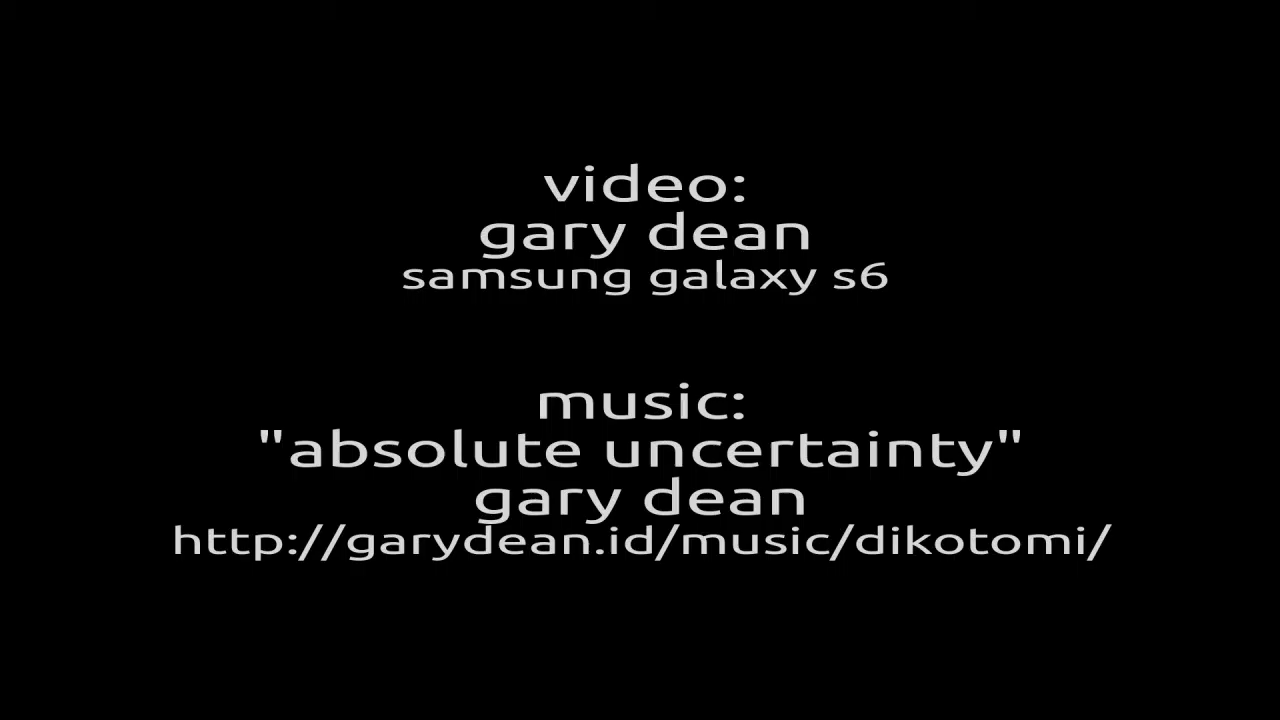 video:
gary dean
samsung galaxy s6
music:
"absolute uncertainty"
gary dean
http://garydean.id/music/dikotomi/